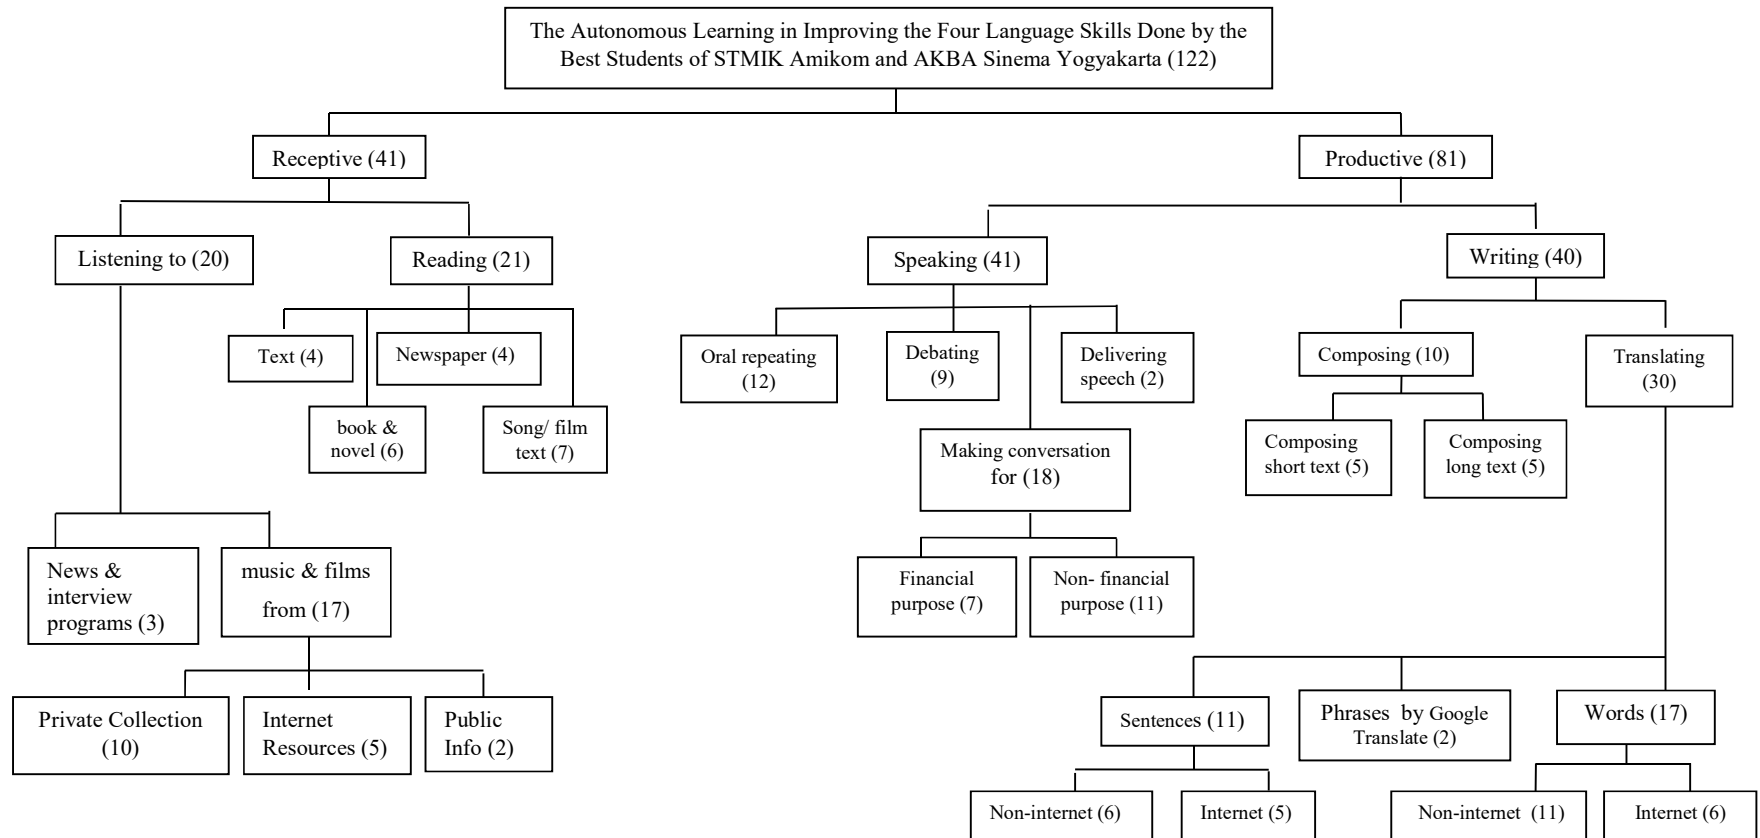 The Autonomous Learning in Improving the Four Language Skills Done by the
Best Students of STMIK Amikom and AKBA Sinema Yogyakarta (122)
Receptive (41)
Productive (81)
Listening to (20)
Reading (21)
Speaking (41)
Writing (40)
Text (4)
Newspaper (4)
book &
novel (6)
Song/ film
text (7)
Oral repeating
(12)
Debating
(9)
Delivering
speech (2)
Making conversation
for (18)
Financial
purpose (7)
Non- financial
purpose (11)
Composing (10)
Translating
(30)
Composing
short text (5)
Composing
long text (5)
News &
interview
programs (3)
music & films
from (17)
Private Collection
(10)
Internet
Resources (5)
Public
Info (2)
Sentences (11)
Phrases by Google
Translate (2)
Words (17)
Non-internet (6)
Internet (5)
Non-internet (11)
Internet (6)